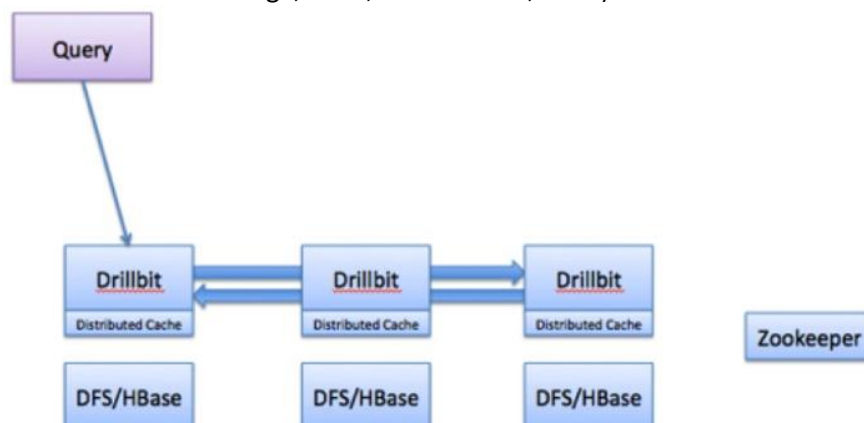 Query
Drillbit Drillbit Drillbit
Distributed Cache Distributed Cache Distributed Cache
Zookeeper
DFS/HBase DFS/HBase DFS/HBase